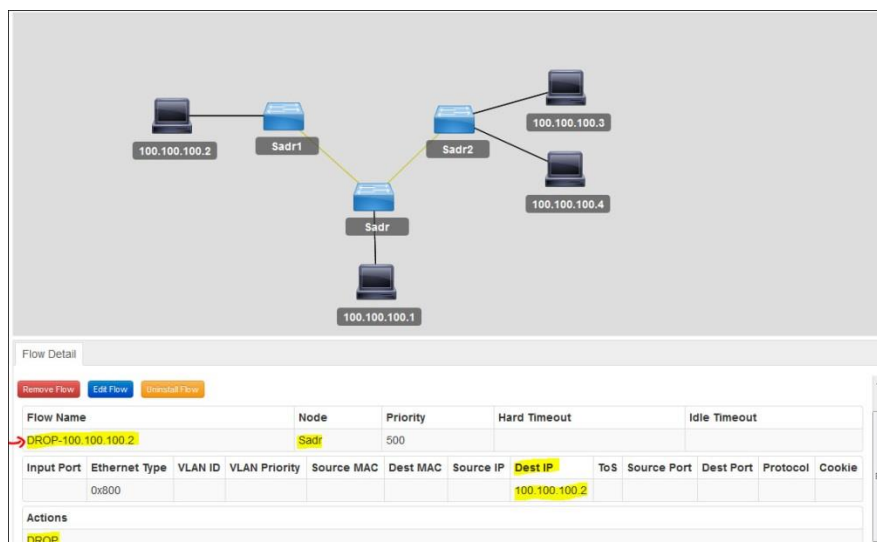 100.100.100.3
100.100.100.2
Sadr1
Sadr2
100.100.100.4
Sadr
100.100.100.1
Flow Detail
Remove Flow Edit Flow Uninstall Flow
Flow Name Node Priority Hard Timeout Idle Timeout
DROP-100.100.100.2 Sadr 500
Input Port Ethernet Type VLAN ID VLAN Priority Source MAC Dest MAC Source IP Dest IP ToS Source Port Dest Port Protocol Cookie
0x800 100.100.100.2
Actions
DROP